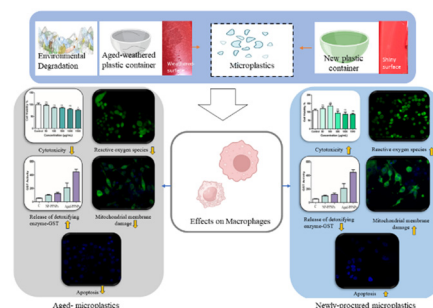 Environmental
Degradation
Aged-weathered
plastic container
Weathered
surface
Microplastics
New plastic
container
Shiny
surface
Cytotoxicity
Reactive oxygen species
Release of detoxifying
enzyme-GST
Mitochondrial membrane
damage
Apoptosis
Effects on Macrophages
Cytotoxicity
Reactive oxygen species
Release of detoxifying
enzyme-GST
Mitochondrial membrane
damage
Apoptosis
Aged- microplastics
Newly-procured microplastics